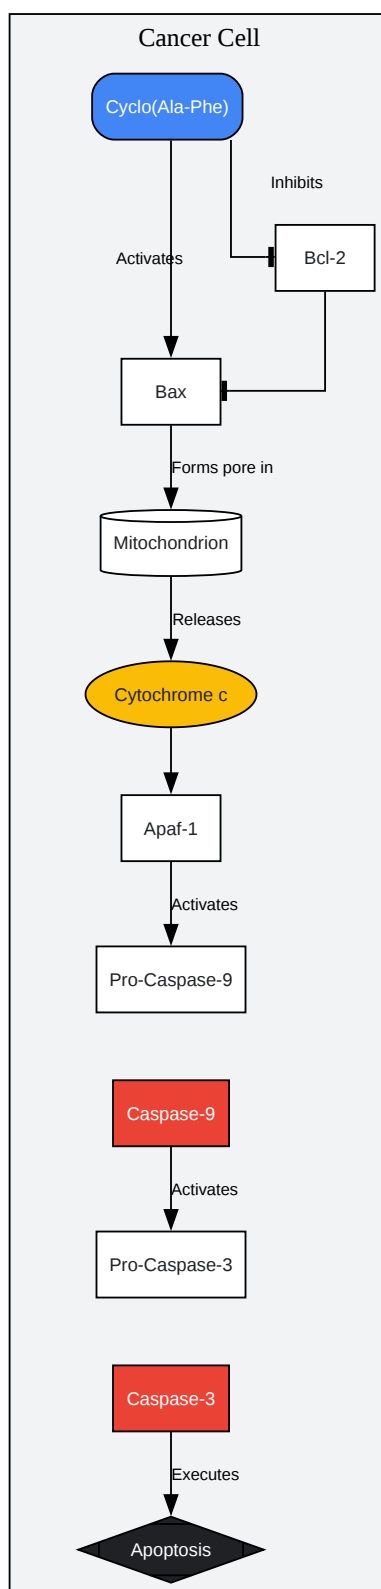 Cancer Cell
Cyclo(Ala-Phe)
Inhibits
Activates
Bcl-2
Bax
Forms pore in
Mitochondrion
Releases
Cytochrome c
Apaf-1
Activates
Pro-Caspase-9
Caspase-9
Activates
Pro-Caspase-3
Caspase-3
Executes
Apoptosis